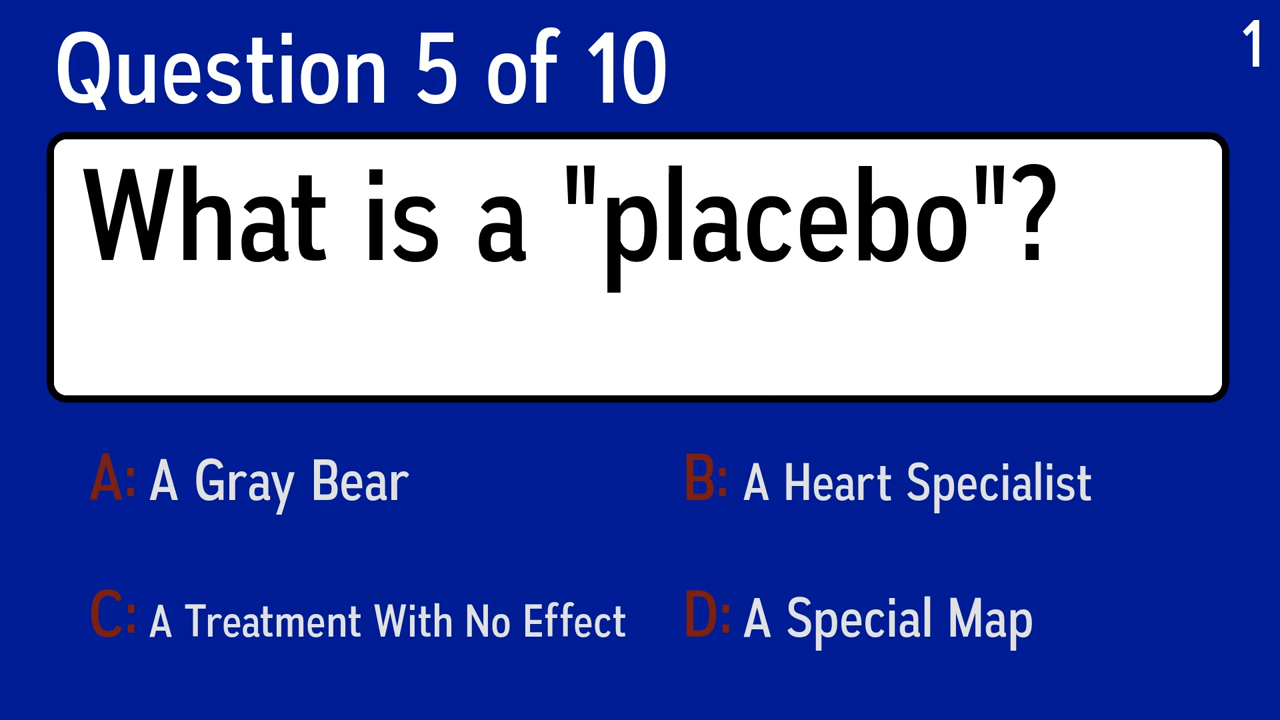 Question 5 of 10
1
What is a "placebo"?
A: A Gray Bear
B: A Heart Specialist
C: A Treatment With No Effect
D: A Special Map